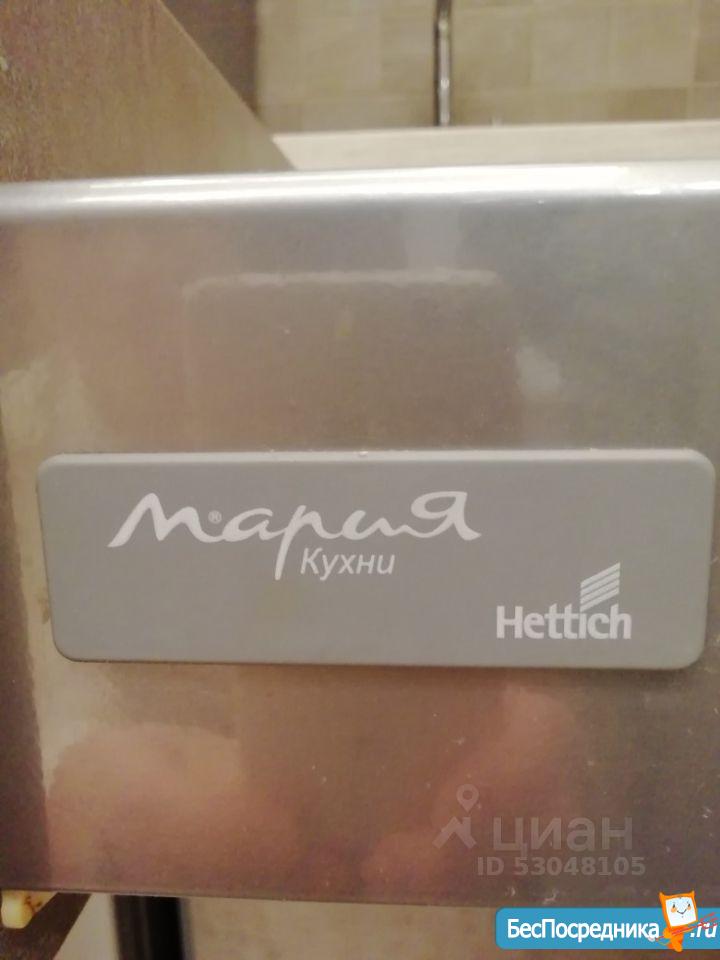 Мария®
Кухни
Hettich
циан
ID 53048105
БесПосредника.ru